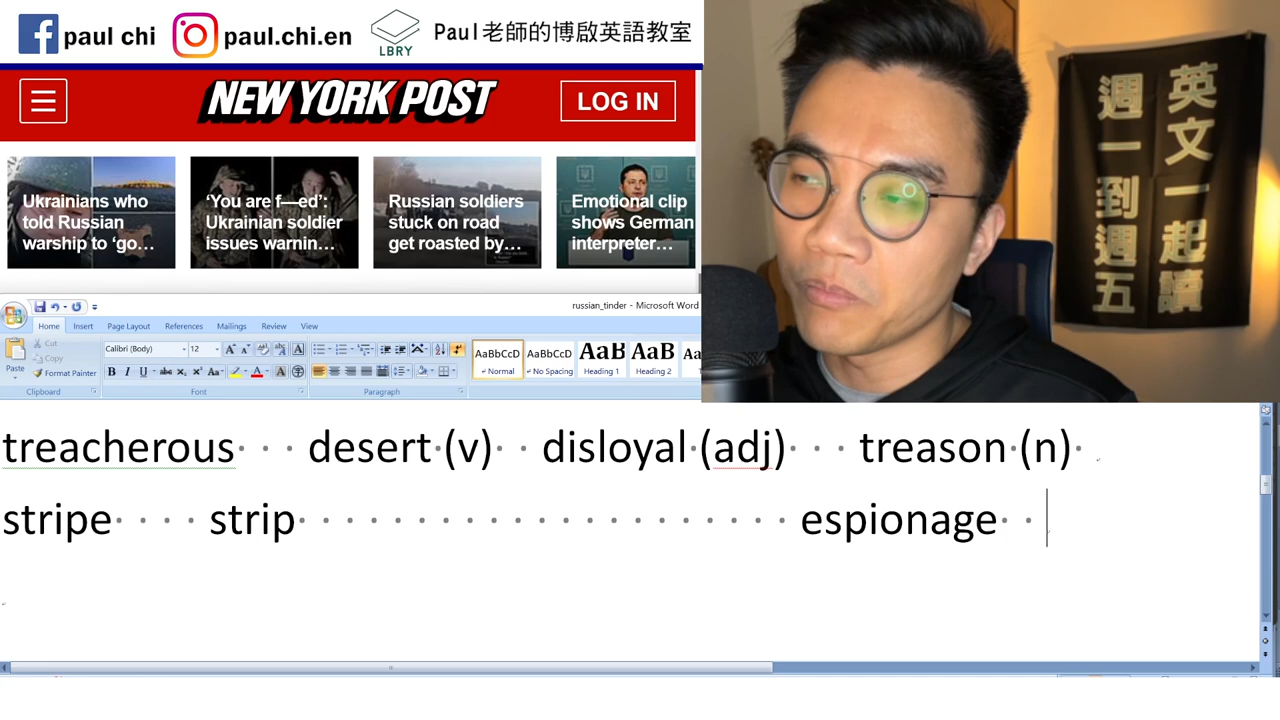 paul chi
paul.chi.en
LBRY
Paul老師的博啟英語教室
NEW YORK POST
LOG IN
Ukrainians who
told Russian
warship to ‘go…
‘You are f—ed’:
Ukrainian soldier
issues warnin…
Russian soldiers
stuck on road
get roasted by…
Emotional clip
shows German
interpreter…
英文一起讀
週一到週五
russian_tinder - Microsoft Word
Home Insert Page Layout References Mailings Review View
Paste
Cut
Copy
Format Painter
Clipboard
Calibri (Body) 12
Font
Paragraph
AaBbCcD
Normal
AaBbCcD
No Spacing
AaB
Heading 1
AaB
Heading 2
treacherous desert (v) disloyal (adj) treason (n)
stripe strip espionage